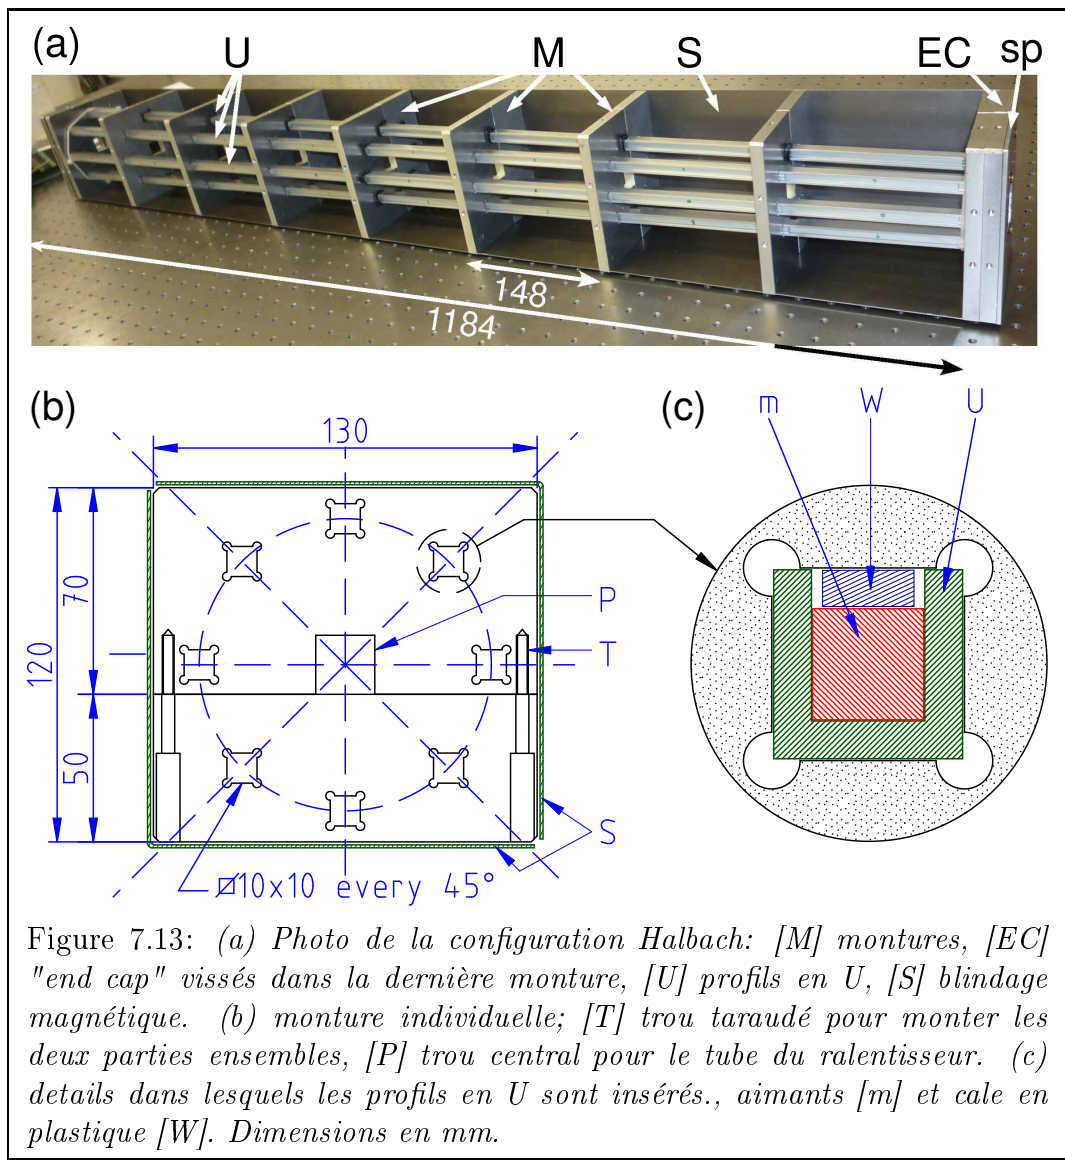 (a)
U M S EC sp
148
1184
(b) (c)
m W U
130
70
120
50
P
T
S
⌀10x10 every 45°
Figure 7.13: (a) Photo de la configuration Halbach: [M] montures, [EC]
"end cap" vissés dans la dernière monture, [U] profils en U, [S] blindage
magnétique. (b) monture individuelle; [T] trou taraudé pour monter les
deux parties ensembles, [P] trou central pour le tube du ralentisseur. (c)
details dans lesquels les profils en U sont insérés., aimants [m] et cale en
plastique [W]. Dimensions en mm.